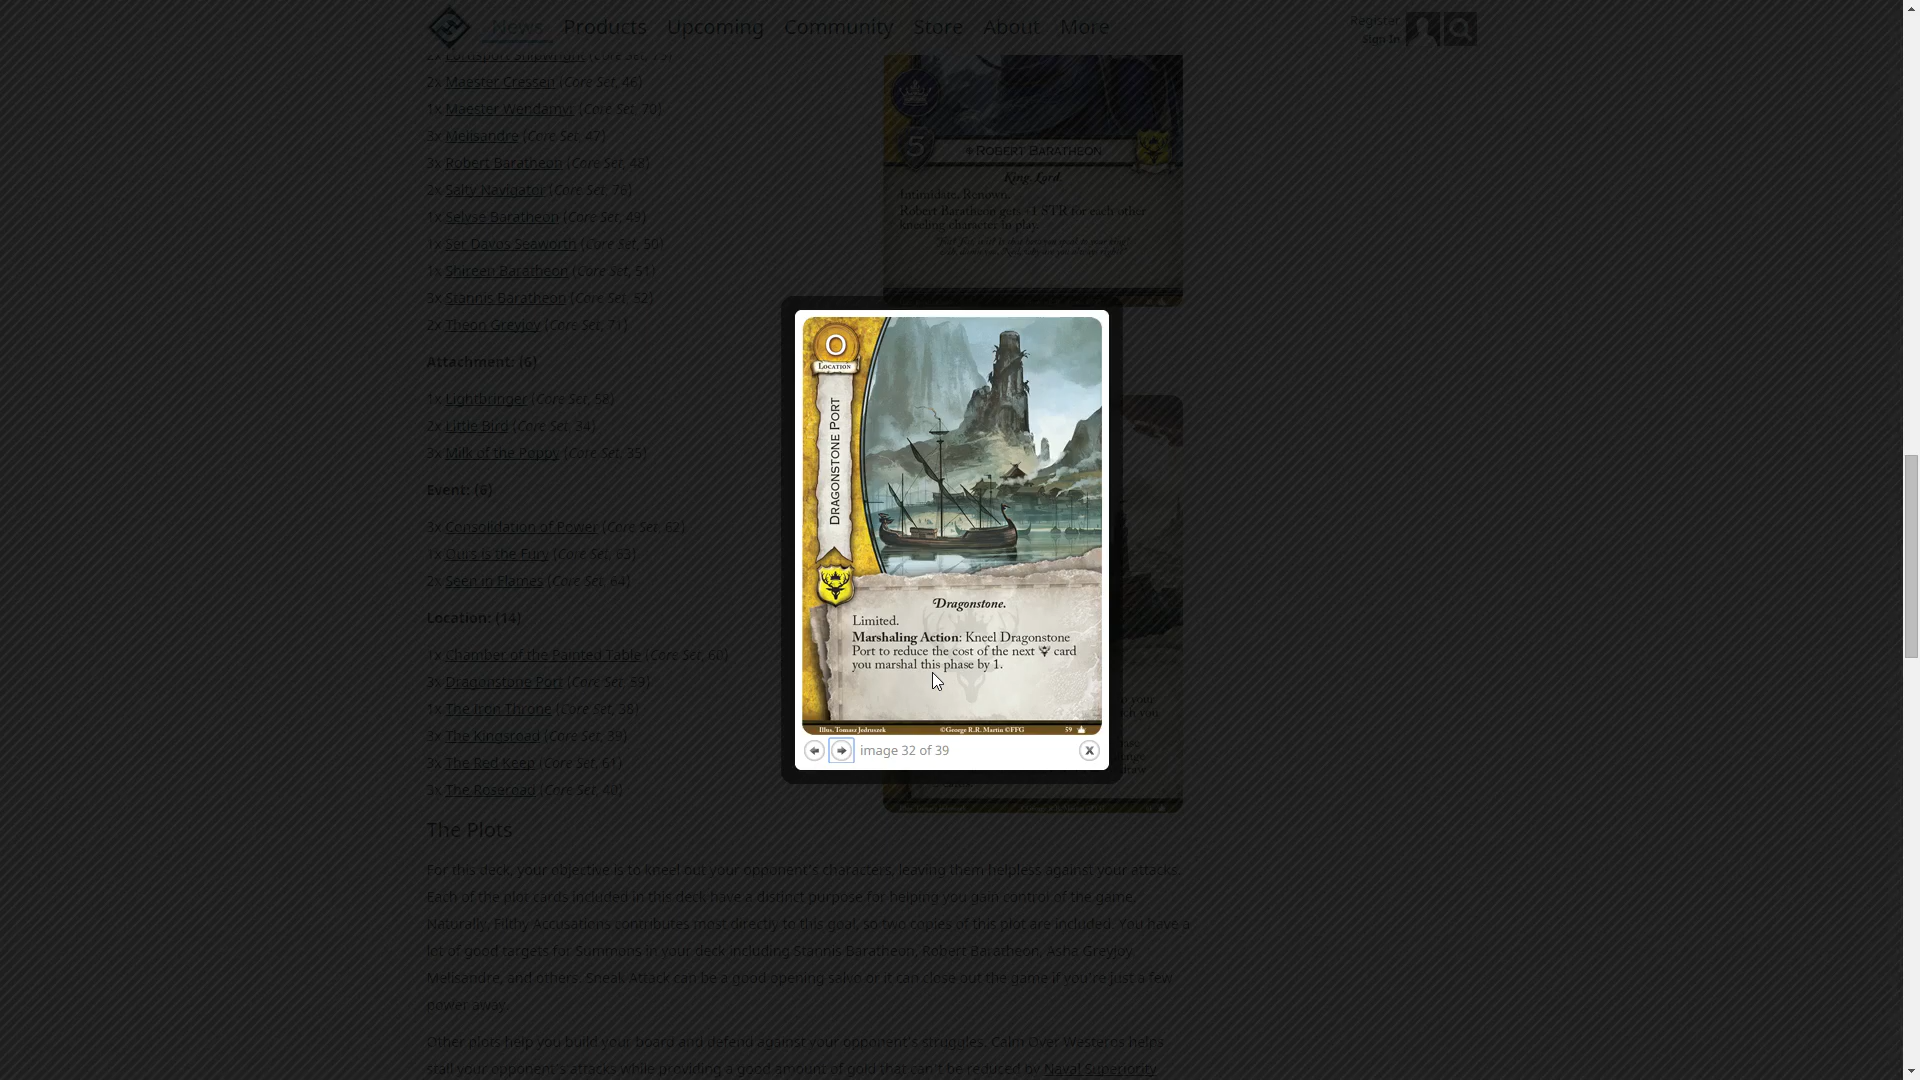 News Products Upcoming Community Store About More
Register
Sign In
2x Maester Cressen (Core Set, 46)
1x Maester Wendamyr (Core Set, 70)
3x Melisandre (Core Set, 47)
3x Robert Baratheon (Core Set, 48)
2x Salty Navigator (Core Set, 76)
1x Selyse Baratheon (Core Set, 49)
1x Ser Davos Seaworth (Core Set, 50)
1x Shireen Baratheon (Core Set, 51)
3x Stannis Baratheon (Core Set, 52)
2x Theon Greyjoy (Core Set, 71)
Attachment: (6)
1x Lightbringer (Core Set, 58)
2x Little Bird (Core Set, 34)
3x Milk of the Poppy (Core Set, 35)
Event: (6)
3x Consolidation of Power (Core Set, 62)
1x Ours is the Fury (Core Set, 63)
2x Seen in Flames (Core Set, 64)
Location: (14)
1x Chamber of the Painted Table (Core Set, 60)
3x Dragonstone Port (Core Set, 59)
1x The Iron Throne (Core Set, 38)
3x The Kingsroad (Core Set, 39)
3x The Red Keep (Core Set, 61)
3x The Roseroad (Core Set, 40)
5
Robert Baratheon
King. Lord.
Intimidate. Renown.
Robert Baratheon gets +1 STR for each other
kneeling character in play.
0
Location
Dragonstone Port
Dragonstone.
Limited.
Marshaling Action: Kneel Dragonstone
Port to reduce the cost of the next card
you marshal this phase by 1.
Illus. Tomasz Jedruszek ©George R.R. Martin ©FFG 59
image 32 of 39
The Plots
For this deck, your objective is to kneel out your opponent's characters, leaving them helpless against your attacks.
Each of the plot cards included in this deck have a distinct purpose for helping you gain control of the game.
Naturally, Filthy Accusations contributes most directly to this goal, so two copies of this plot are included. You have a
lot of good targets for Summons in your deck including Stannis Baratheon, Robert Baratheon, Asha Greyjoy,
Melisandre, and others. Sneak Attack can be a good opening salvo or it can close out the game if you're just a few
power away.
Other plots help you build your board and defend against your opponent's struggles. Calm Over Westeros helps
stall your opponent's attacks while providing a good amount of gold that can't be reduced by Naval Superiority